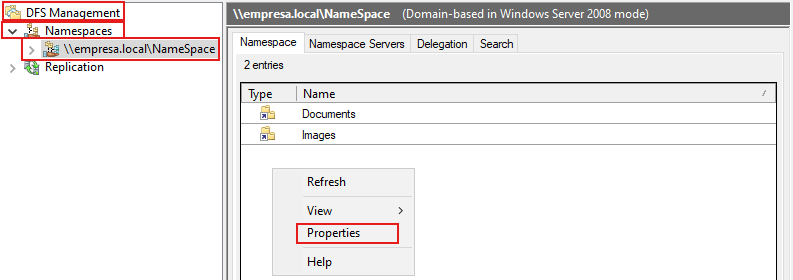 DFS Management
Namespaces
\\empresa.local\NameSpace
Replication
\\empresa.local\NameSpace (Domain-based in Windows Server 2008 mode)
Namespace Namespace Servers Delegation Search
2 entries
Type Name
Documents
Images
Refresh
View
Properties
Help